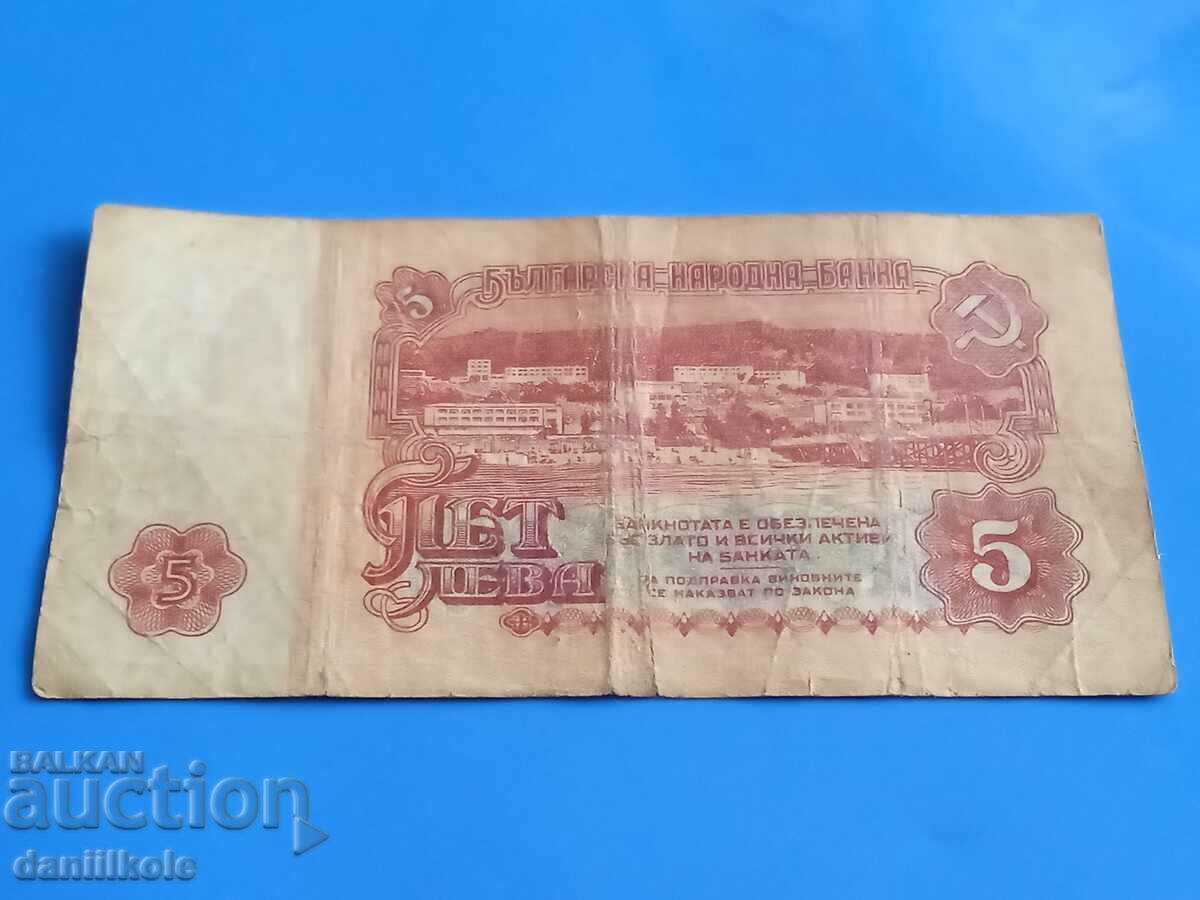 5
БЪЛГАРСКА НАРОДНА БАНКА
ПЕТ
ЛЕВА
БАНКНОТАТА Е ОБЕЗПЕЧЕНА
СЪС ЗЛАТО И ВСИЧКИ АКТИВИ
НА БАНКАТА.
ЗА ПОДПРАВКА ВИНОВНИТЕ
СЕ НАКАЗВАТ ПО ЗАКОНА
5
5
BALKAN
auction
daniilkole